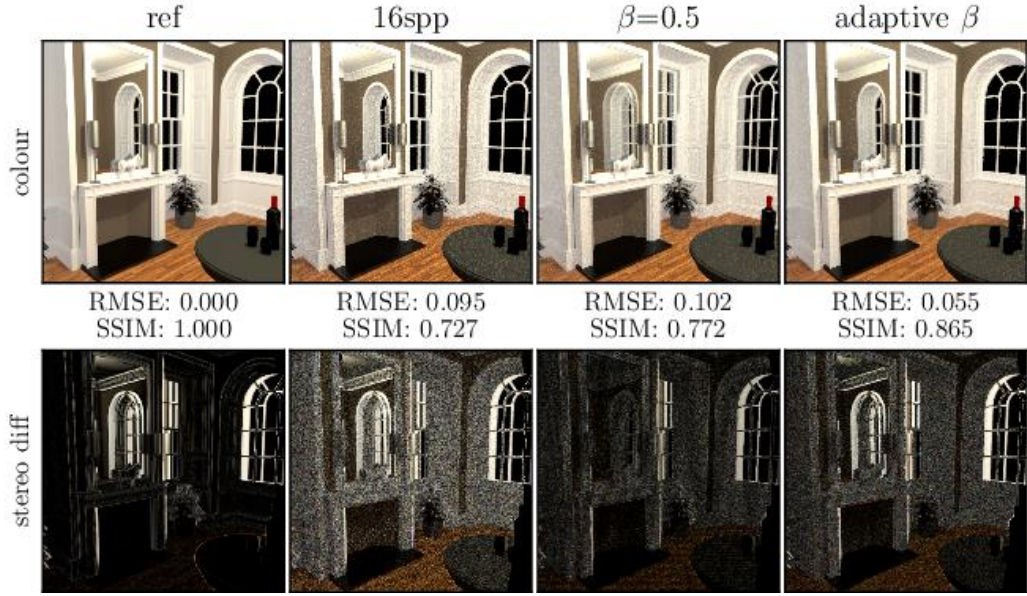 ref 16spp β=0.5 adaptive β
colour
RMSE: 0.000 RMSE: 0.095 RMSE: 0.102 RMSE: 0.055
SSIM: 1.000 SSIM: 0.727 SSIM: 0.772 SSIM: 0.865
stereo diff